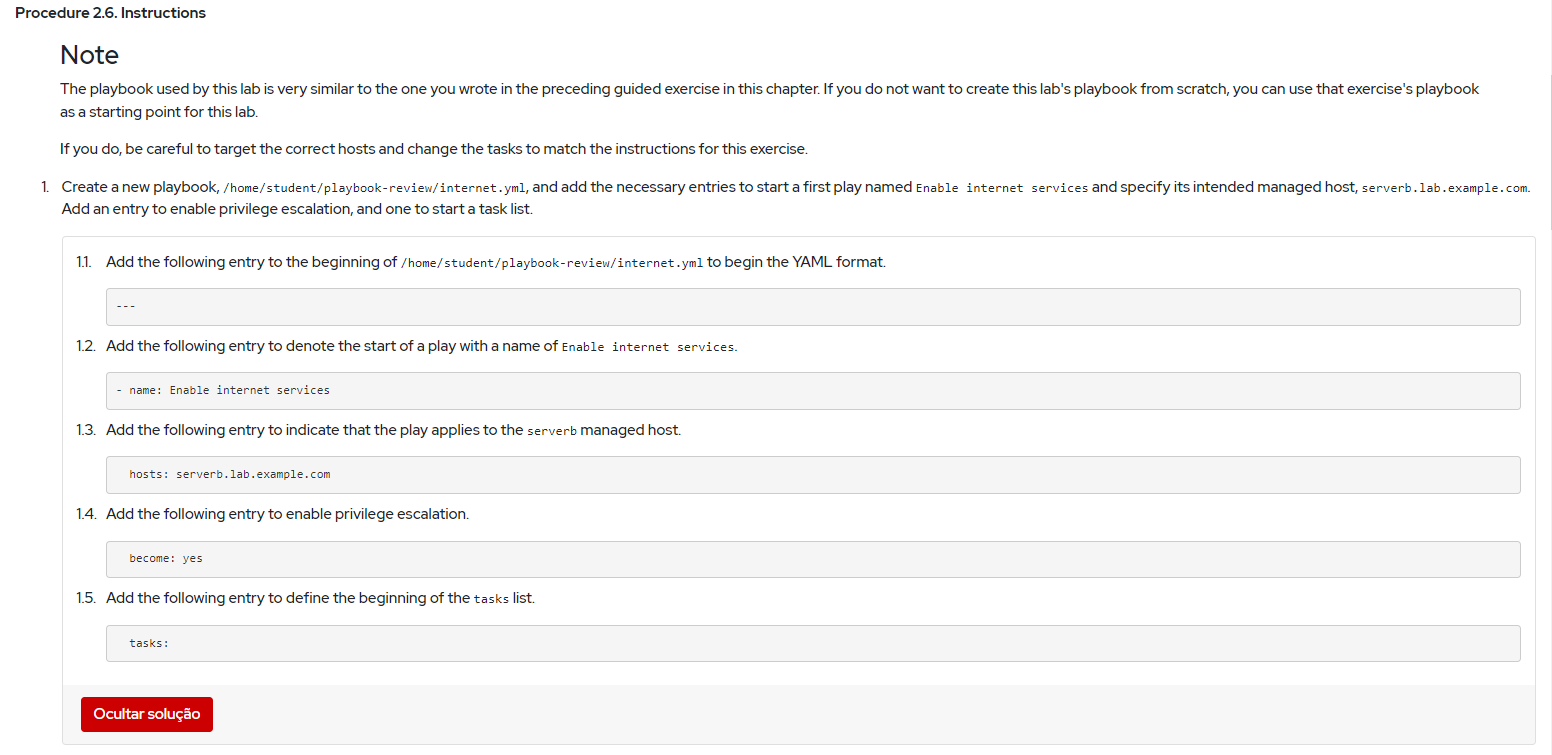 Procedure 2.6. Instructions
Note
The playbook used by this lab is very similar to the one you wrote in the preceding guided exercise in this chapter. If you do not want to create this lab's playbook from scratch, you can use that exercise's playbook
as a starting point for this lab.
If you do, be careful to target the correct hosts and change the tasks to match the instructions for this exercise.
1. Create a new playbook, /home/student/playbook-review/internet.yml, and add the necessary entries to start a first play named Enable internet services and specify its intended managed host, serverb.lab.example.com.
Add an entry to enable privilege escalation, and one to start a task list.
1.1. Add the following entry to the beginning of /home/student/playbook-review/internet.yml to begin the YAML format.
---
1.2. Add the following entry to denote the start of a play with a name of Enable internet services.
- name: Enable internet services
1.3. Add the following entry to indicate that the play applies to the serverb managed host.
hosts: serverb.lab.example.com
1.4. Add the following entry to enable privilege escalation.
become: yes
1.5. Add the following entry to define the beginning of the tasks list.
tasks:
Ocultar solução